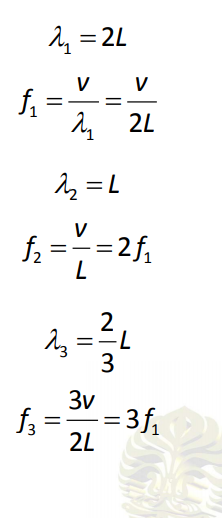 λ₁ = 2L
f₁ = v/λ₁ = v/2L
λ₂ = L
f₂ = v/L = 2f₁
λ₃ = 2/3 L
f₃ = 3v/2L = 3f₁